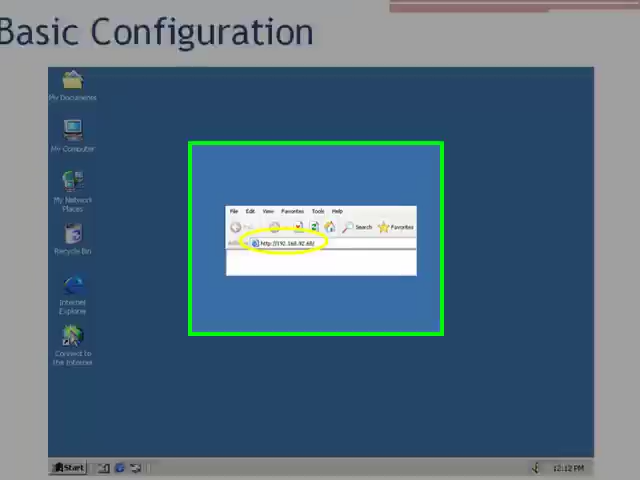 Basic Configuration
My Documents
My Computer
My Network
Places
Recycle Bin
Internet
Explorer
Connect to
the Internet
File Edit View Favorites Tools Help
Search Favorites
http://192.168.92.68/
Start
12:12 PM